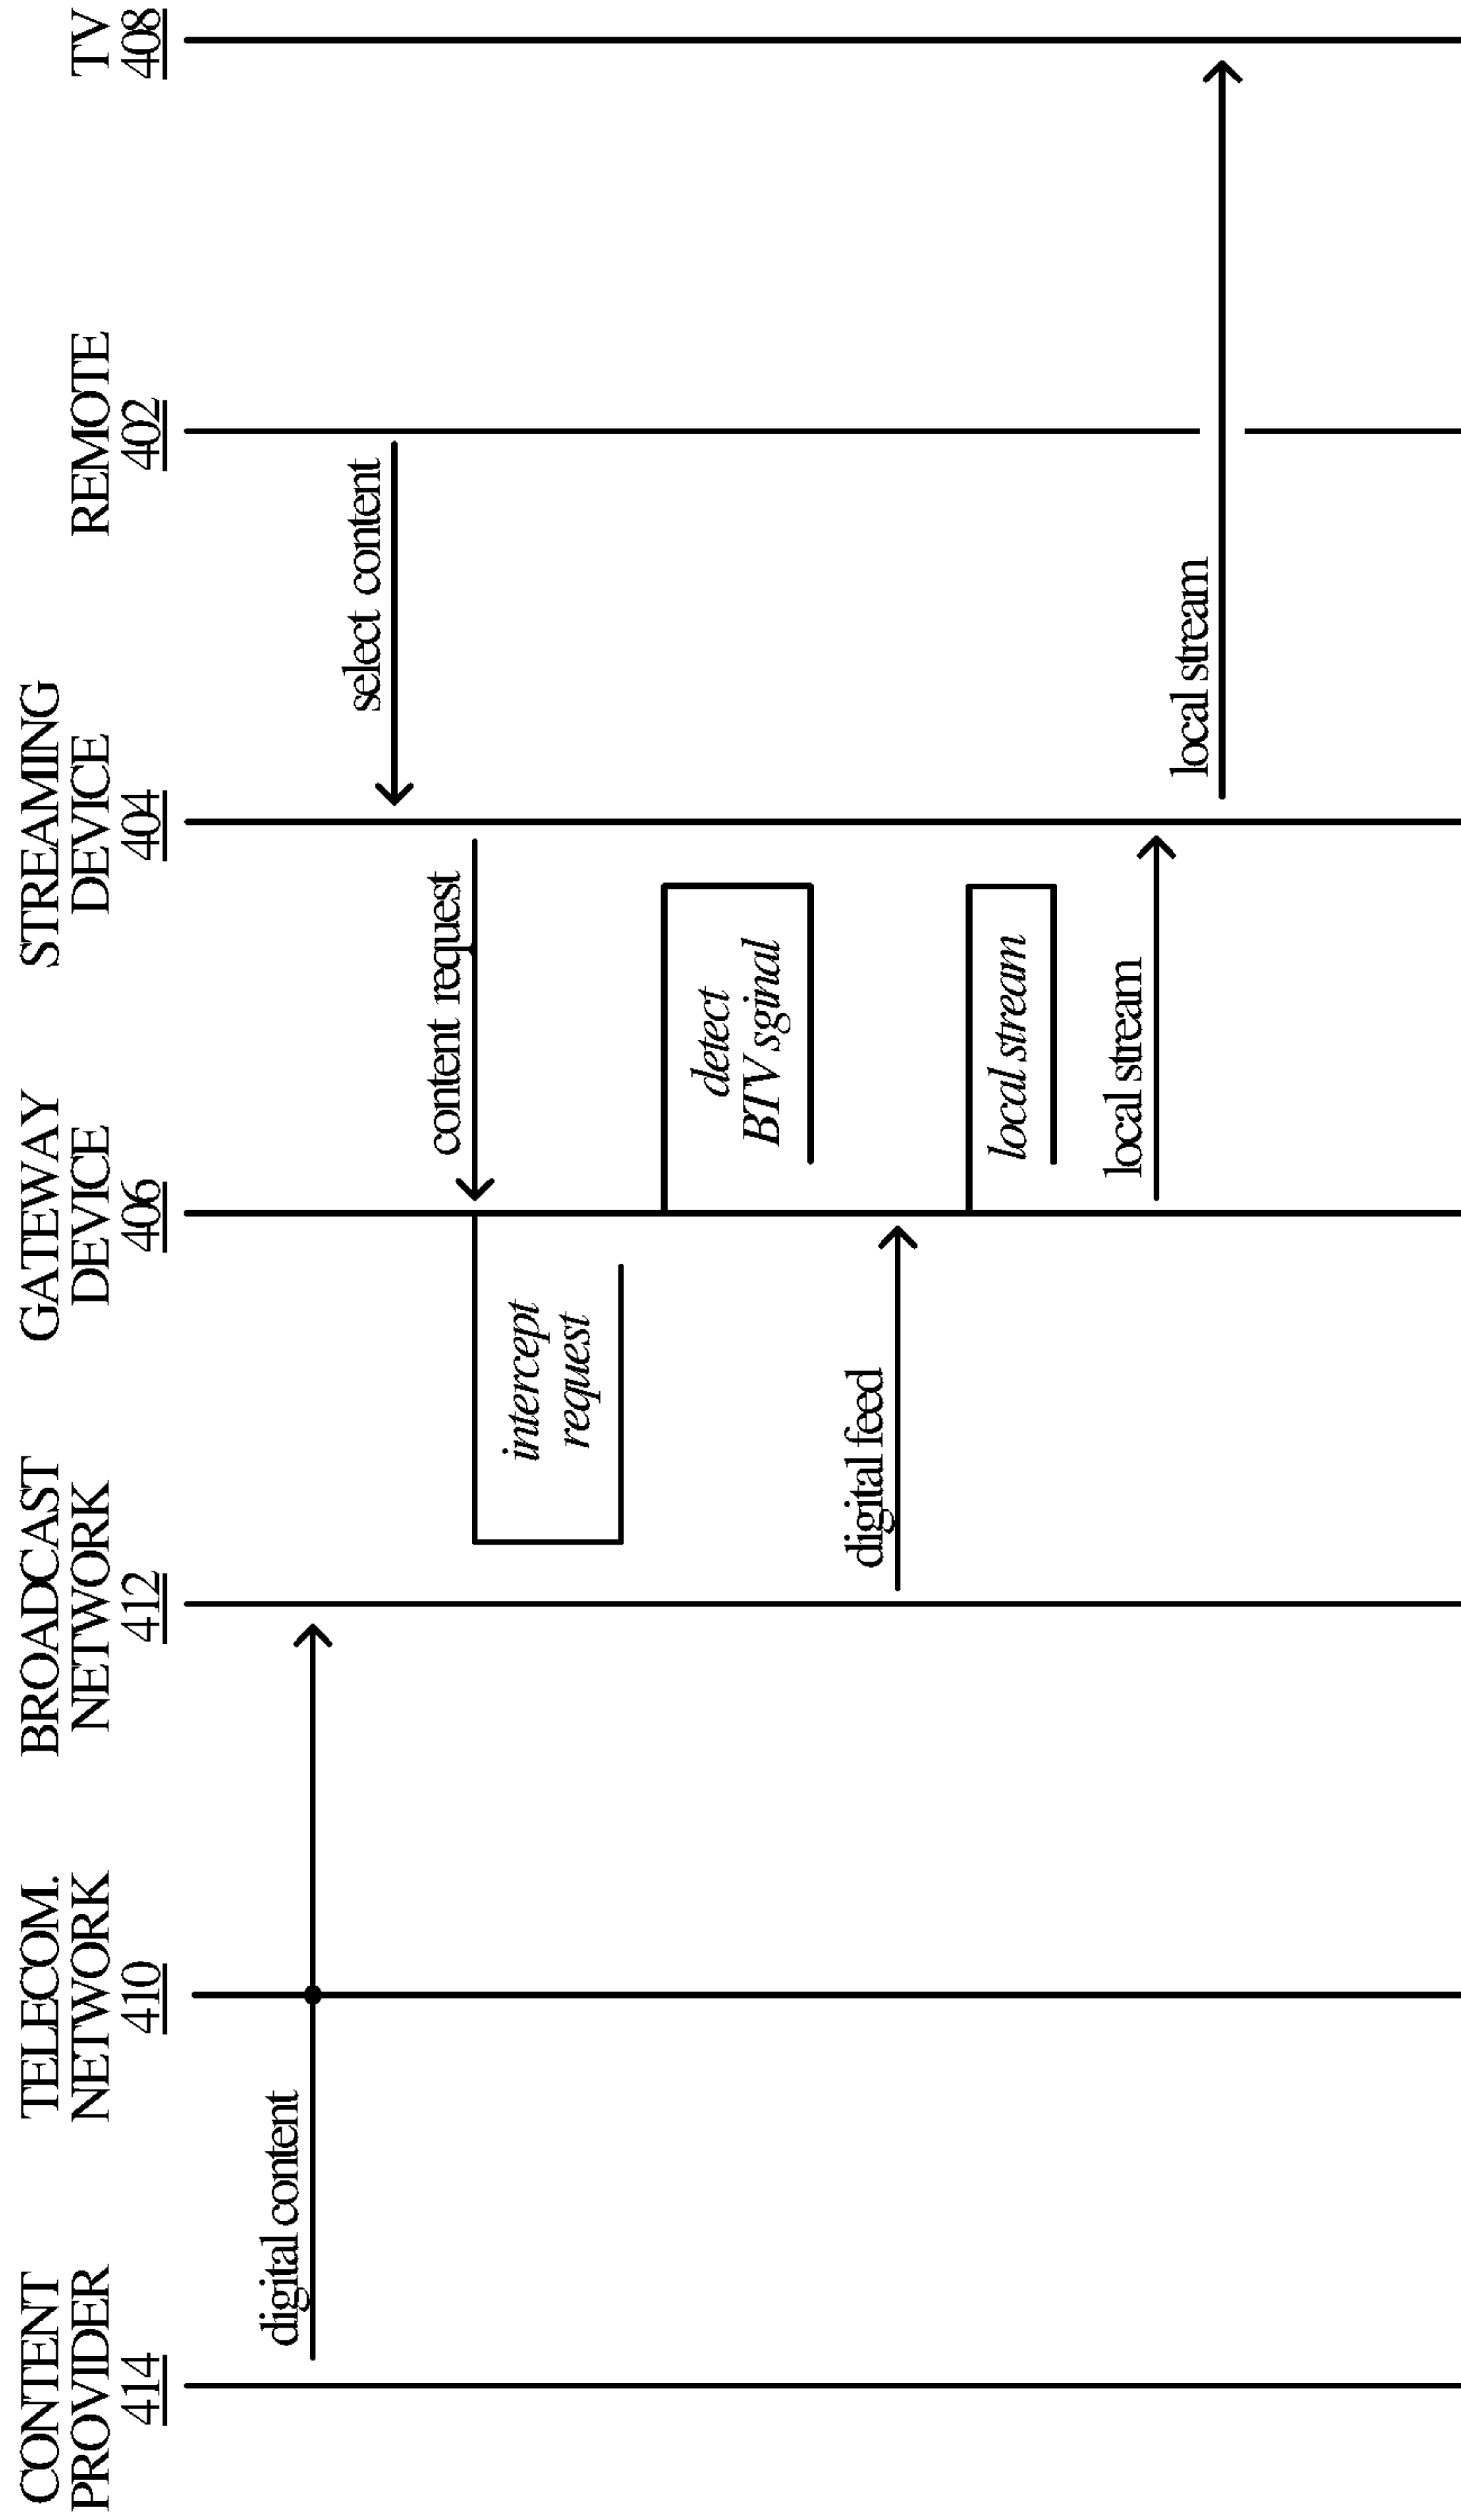 CONTENT
PROVIDER
414
TELECOM.
NETWORK
410
BROADCAST
NETWORK
412
GATEWAY
DEVICE
406
STREAMING
DEVICE
404
REMOTE
402
TV
408
digital content
select content
content request
intercept
request
detect
BTV sginal
digital feed
local stream
local stream
local stream